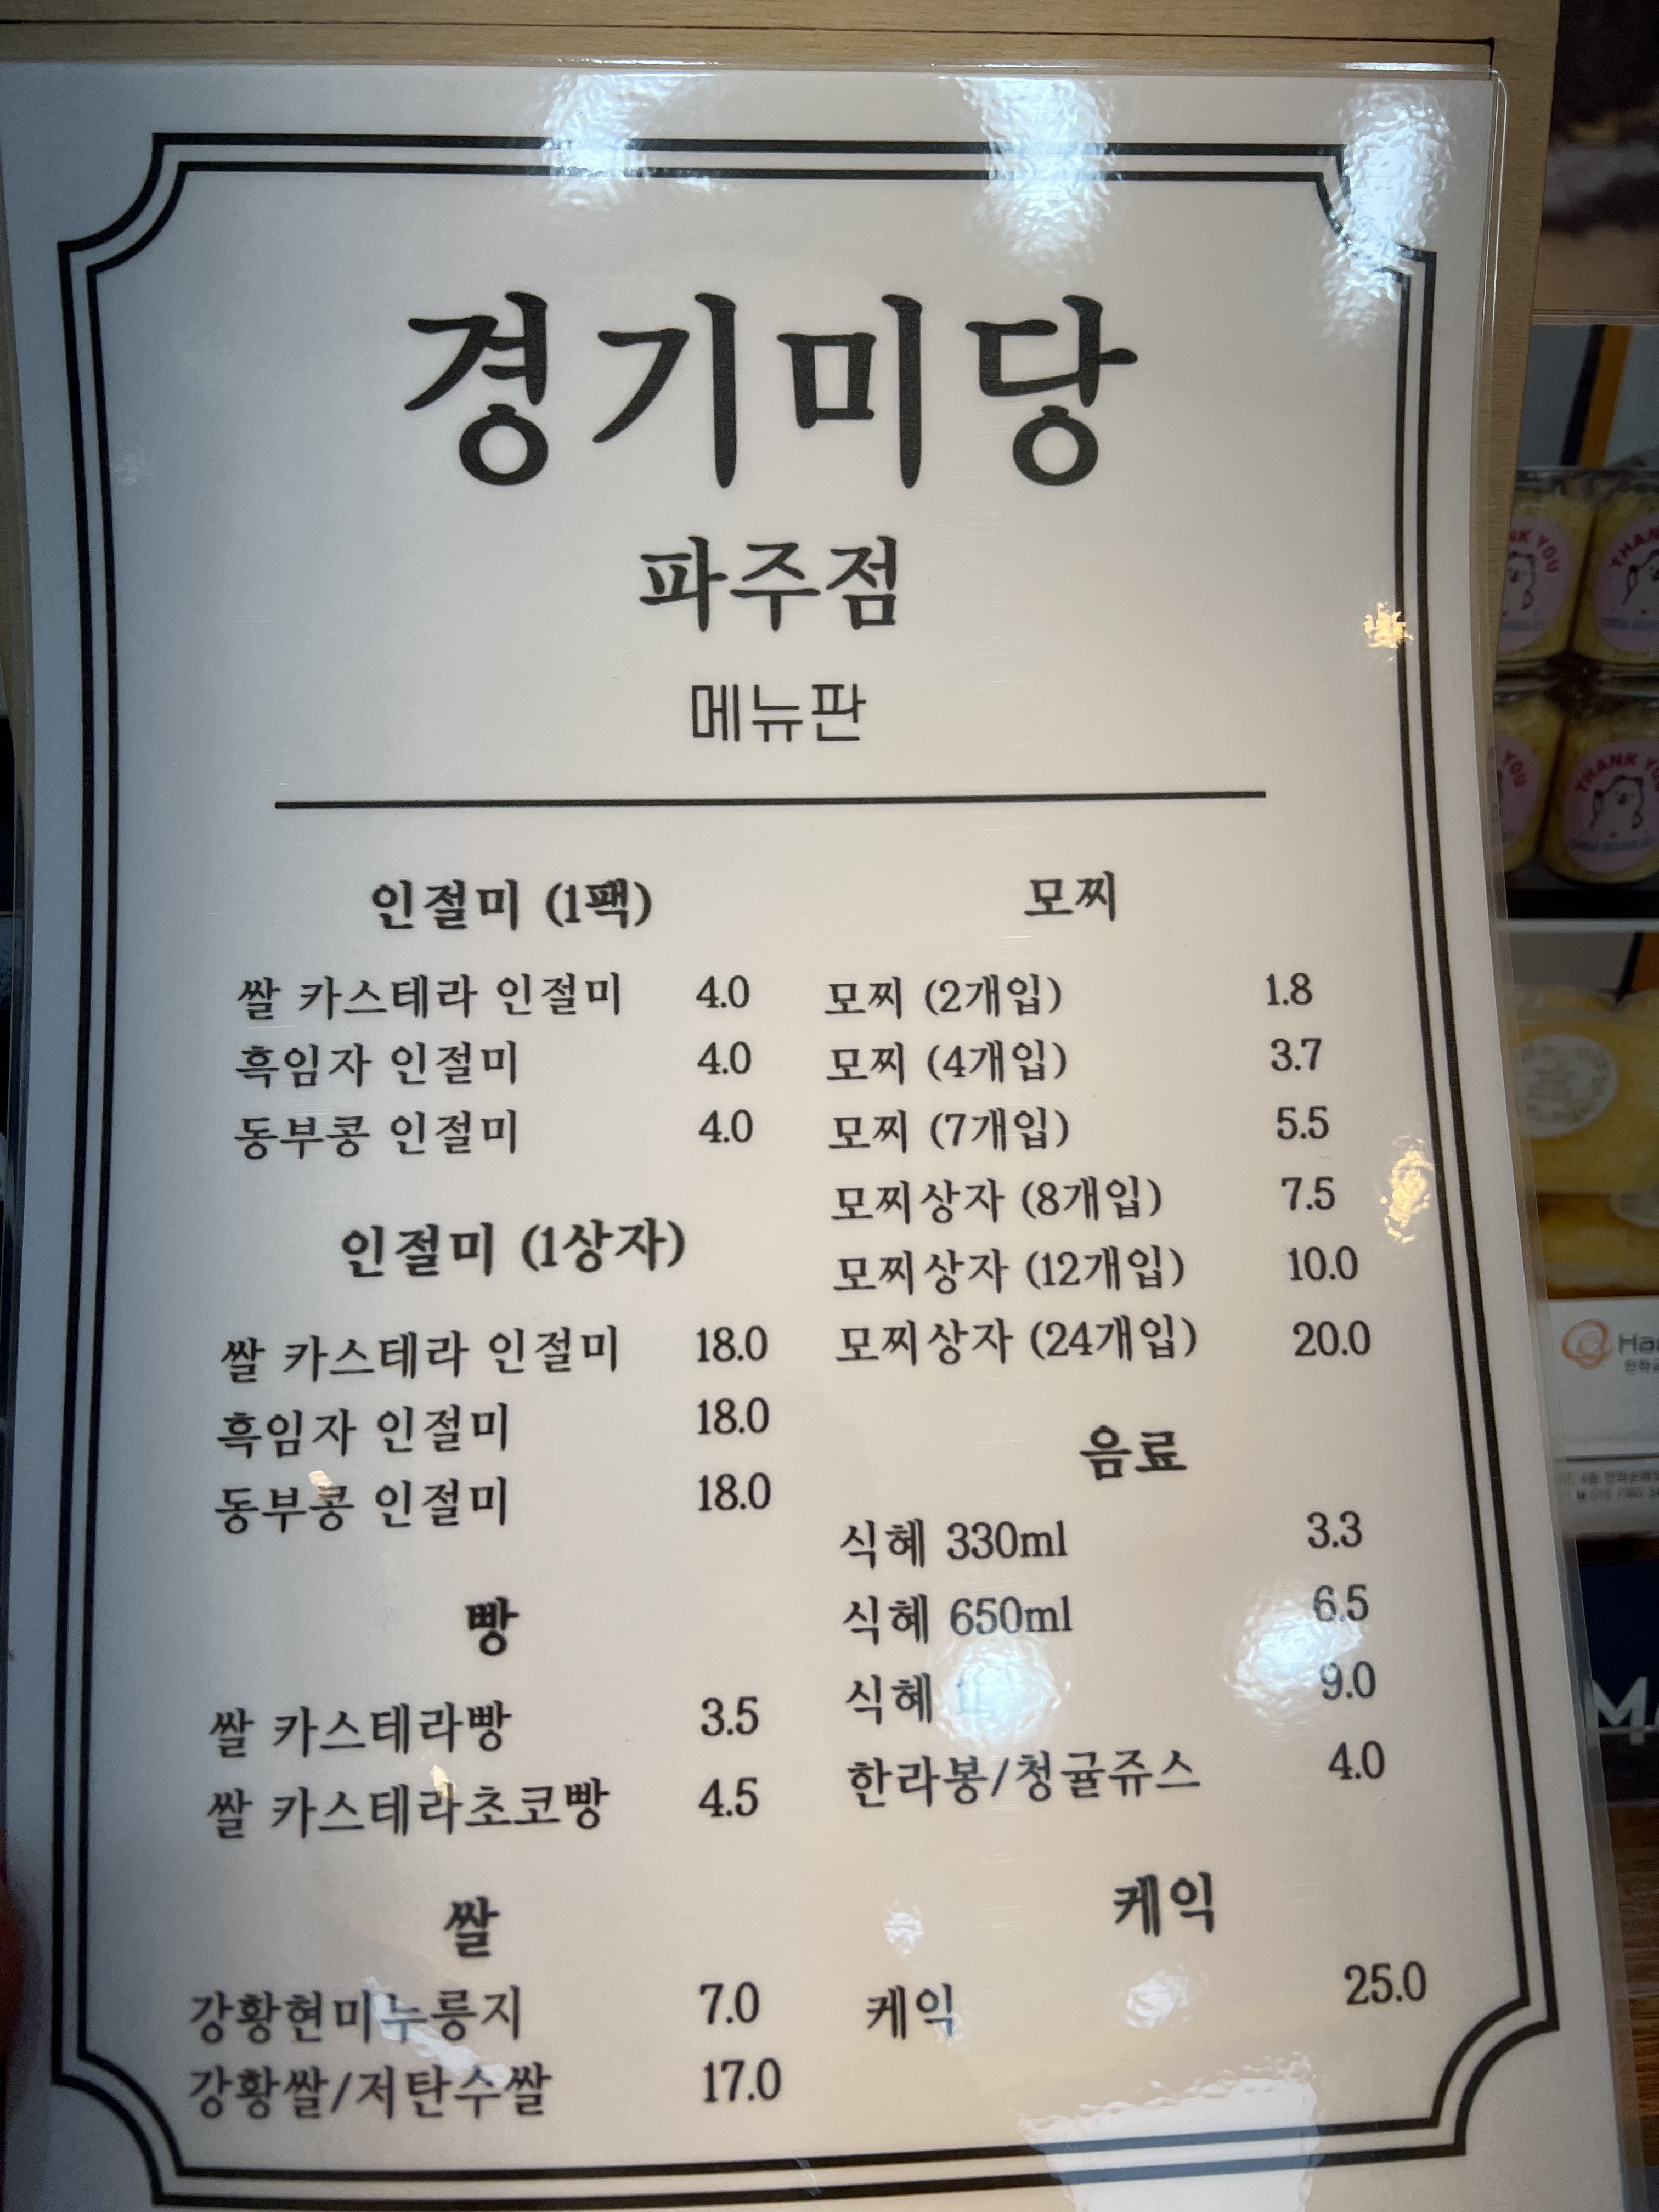 경기미당
파주점
메뉴판
인절미 (1팩)
쌀 카스테라 인절미 4.0
흑임자 인절미 4.0
동부콩 인절미 4.0
인절미 (1상자)
쌀 카스테라 인절미 18.0
흑임자 인절미 18.0
동부콩 인절미 18.0
빵
쌀 카스테라빵 3.5
쌀 카스테라초코빵 4.5
쌀
강황현미누룽지 7.0
강황쌀/저탄수쌀 17.0
모찌
모찌 (2개입) 1.8
모찌 (4개입) 3.7
모찌 (7개입) 5.5
모찌상자 (8개입) 7.5
모찌상자 (12개입) 10.0
모찌상자 (24개입) 20.0
음료
식혜 330ml 3.3
식혜 650ml 6.5
식혜 9.0
한라봉/청귤쥬스 4.0
케익
케익 25.0
THANK YOU
THANK YOU